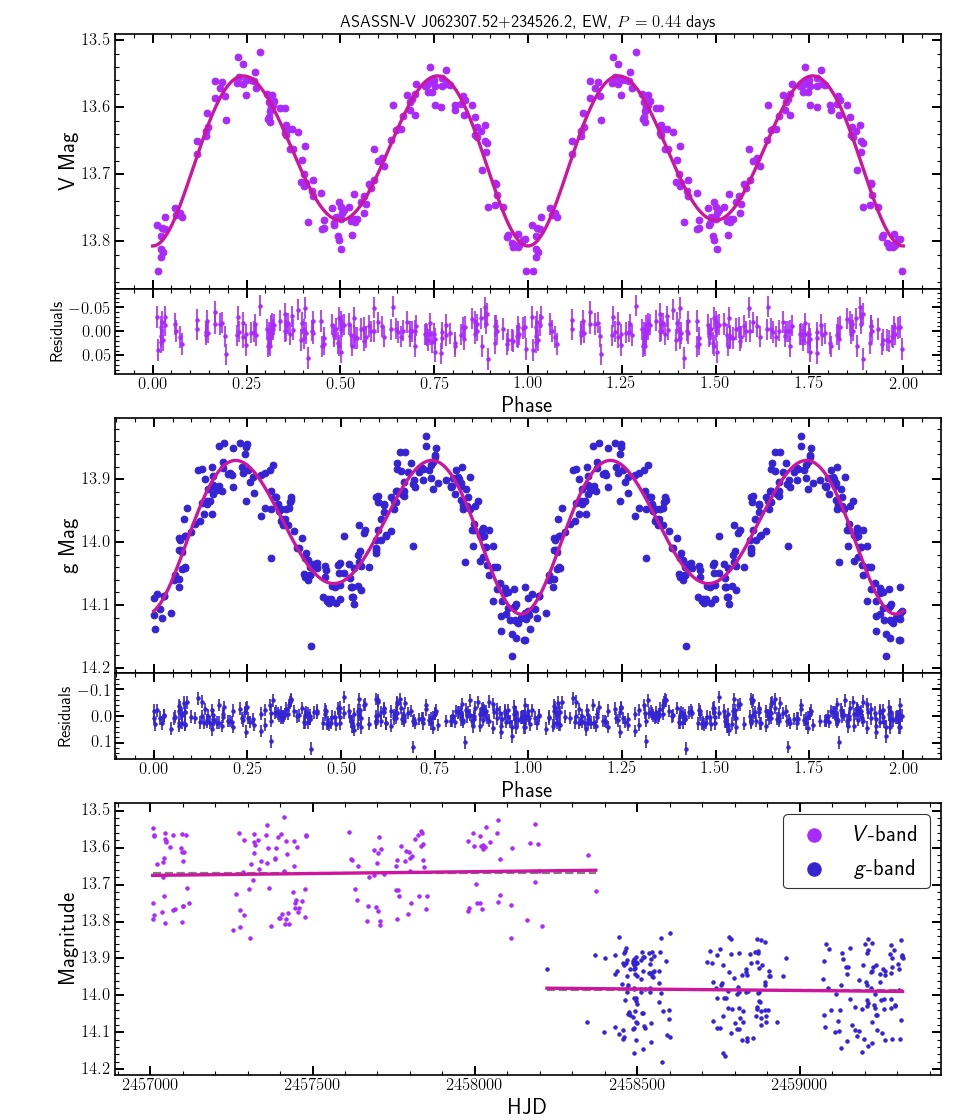 ASASSN-V J062307.52+234526.2, EW, P = 0.44 days
13.5
13.6
13.7
13.8
V Mag
−0.05
0.00
0.05
Residuals
0.00 0.25 0.50 0.75 1.00 1.25 1.50 1.75 2.00
Phase
13.9
14.0
14.1
14.2
g Mag
−0.1
0.0
0.1
Residuals
0.00 0.25 0.50 0.75 1.00 1.25 1.50 1.75 2.00
Phase
13.5
13.6
13.7
13.8
13.9
14.0
14.1
14.2
Magnitude
V-band
g-band
2457000 2457500 2458000 2458500 2459000
HJD